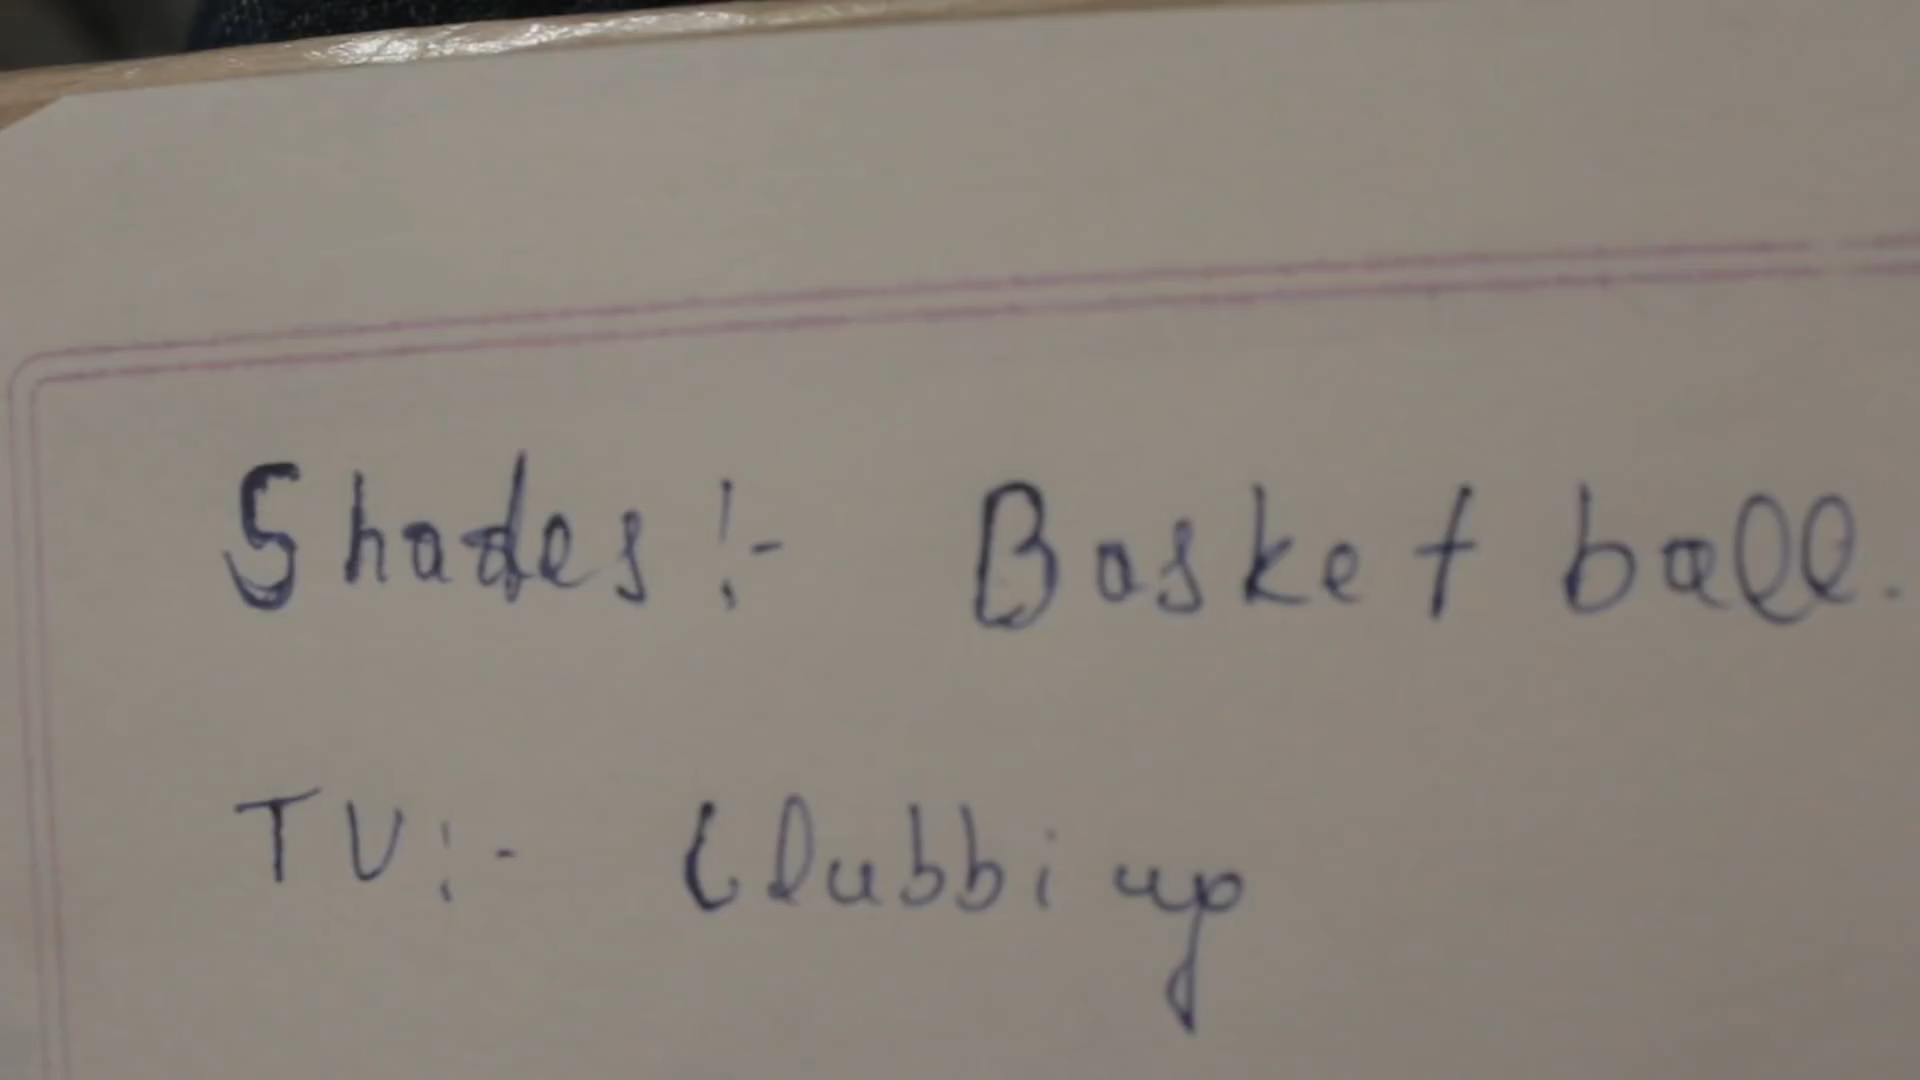 Shades :- Basket ball.
TV :- Clubbing